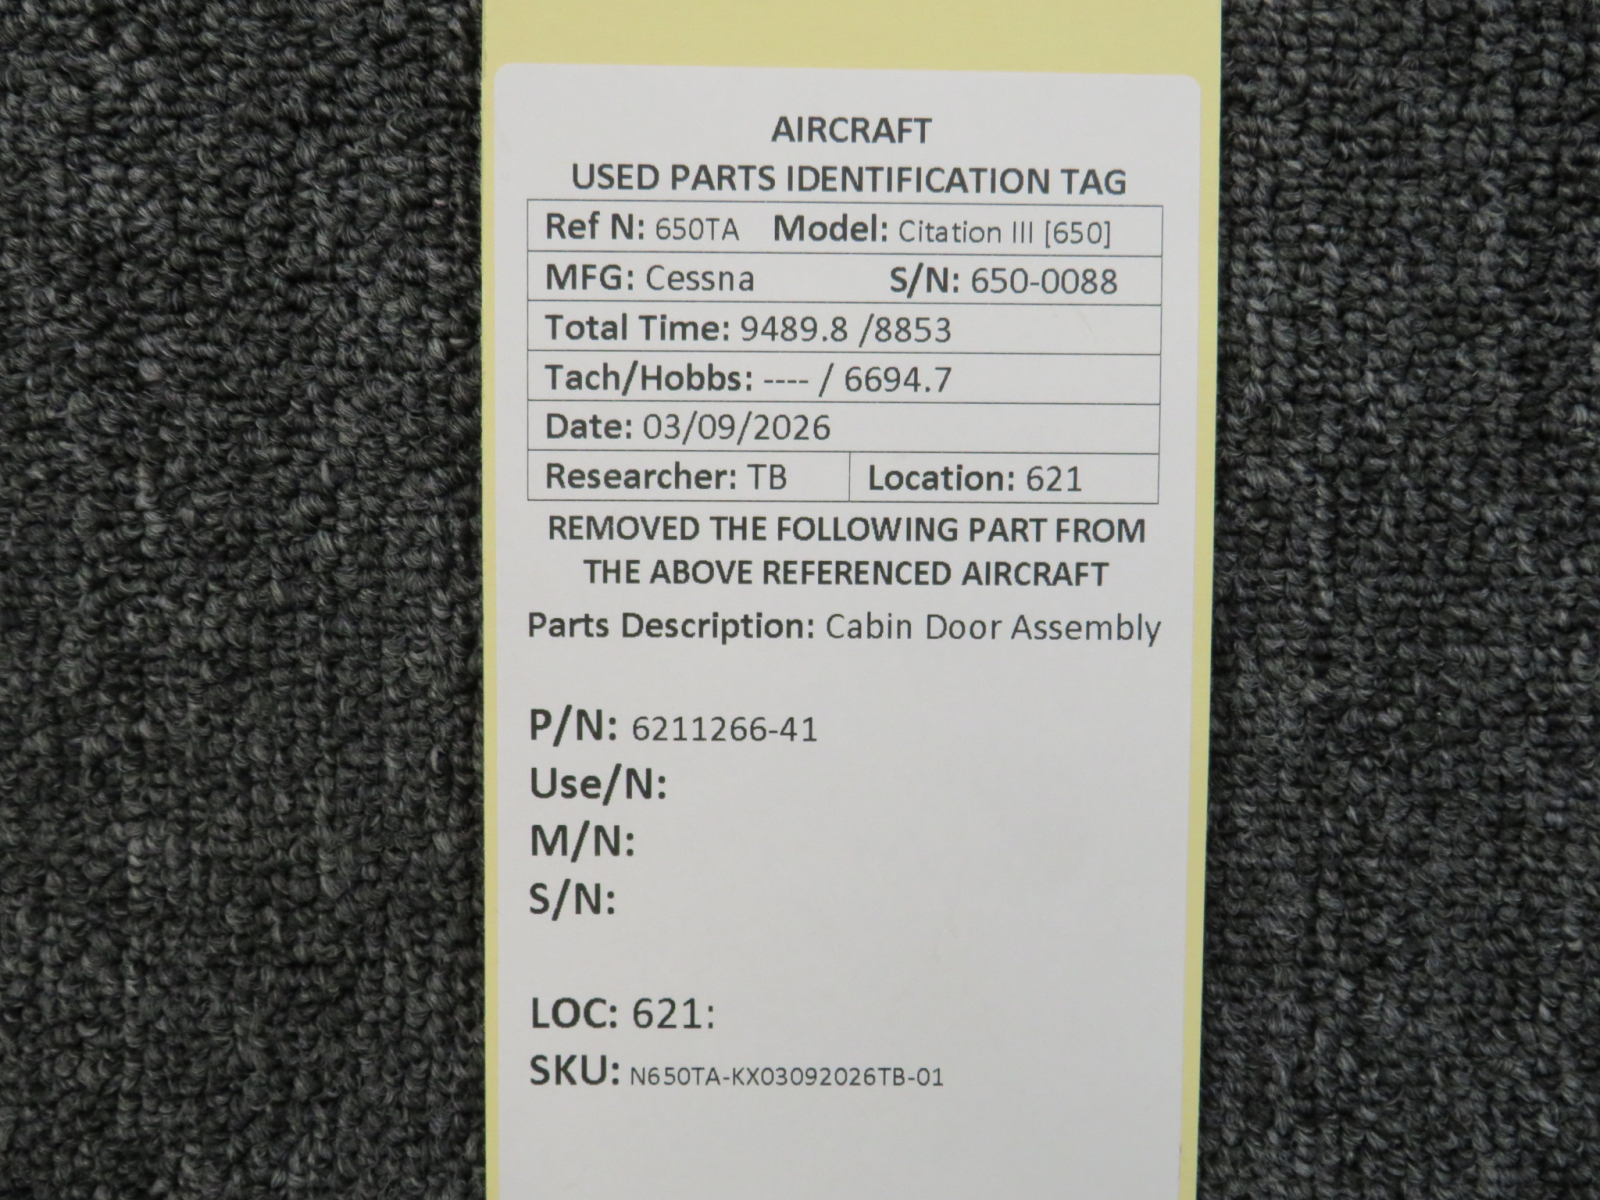 AIRCRAFT
USED PARTS IDENTIFICATION TAG
Ref N: 650TA Model: Citation III [650]
MFG: Cessna S/N: 650-0088
Total Time: 9489.8 /8853
Tach/Hobbs: ---- / 6694.7
Date: 03/09/2026
Researcher: TB Location: 621
REMOVED THE FOLLOWING PART FROM
THE ABOVE REFERENCED AIRCRAFT
Parts Description: Cabin Door Assembly
P/N: 6211266-41
Use/N:
M/N:
S/N:
LOC: 621:
SKU: N650TA-KX03092026TB-01